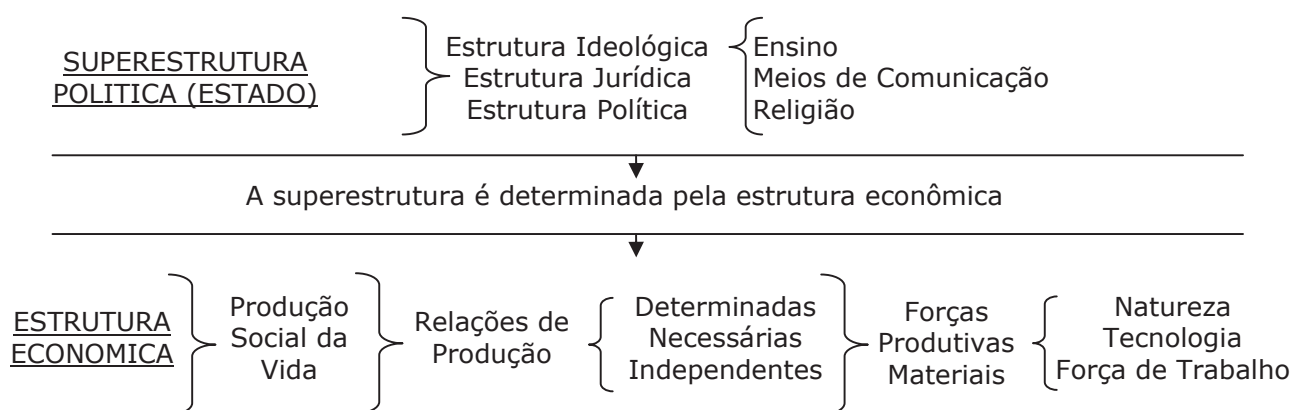 SUPERESTRUTURA
POLITICA (ESTADO)
Estrutura Ideológica
Estrutura Jurídica
Estrutura Política
Ensino
Meios de Comunicação
Religião
A superestrutura é determinada pela estrutura econômica
ESTRUTURA
ECONOMICA
Produção
Social da
Vida
Relações de
Produção
Determinadas
Necessárias
Independentes
Forças
Produtivas
Materiais
Natureza
Tecnologia
Força de Trabalho